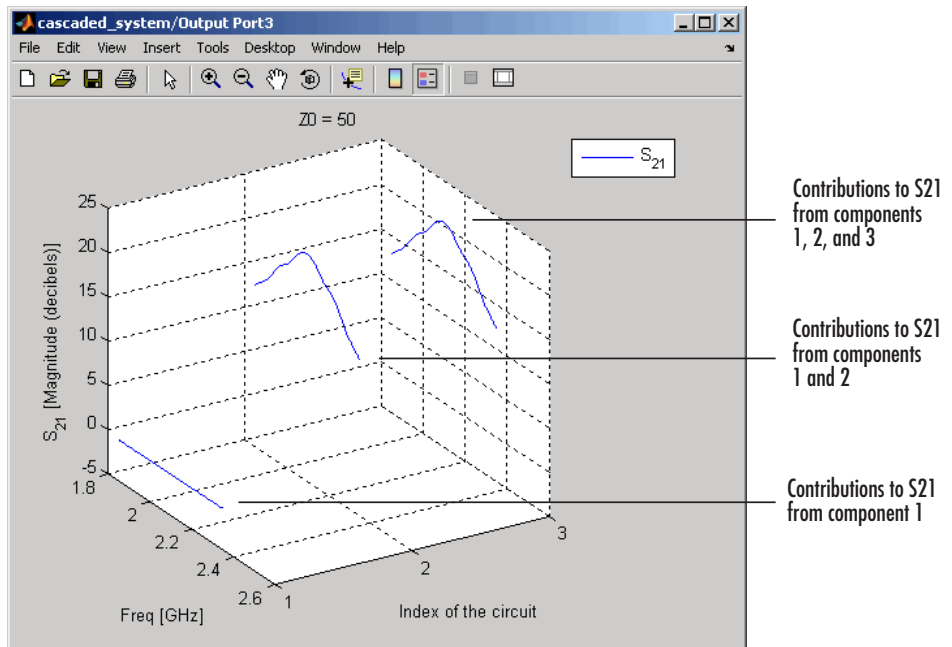 cascaded_system/Output Port3
File Edit View Insert Tools Desktop Window Help
Z0 = 50
S21
25
20
15
10
5
0
-5
S21 [Magnitude (decibels)]
1.8
2
2.2
2.4
2.6
Freq [GHz]
1
2
3
Index of the circuit
Contributions to S21
from components
1, 2, and 3
Contributions to S21
from components
1 and 2
Contributions to S21
from component 1